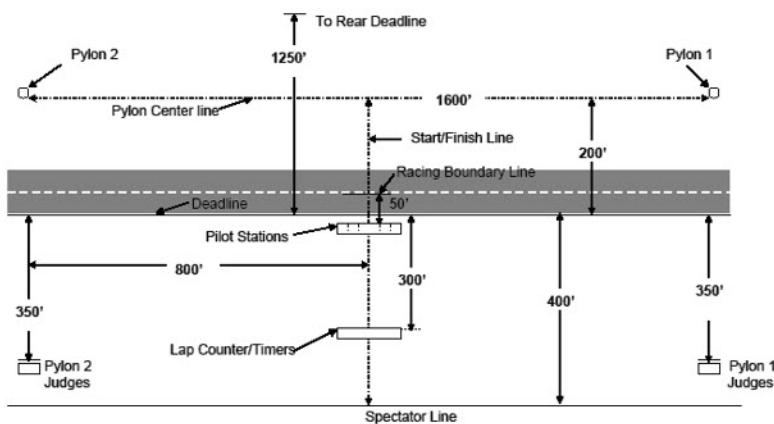 To Rear Deadline
Pylon 2
1250'
Pylon 1
1600'
Pylon Center line
Start/Finish Line
200'
Racing Boundary Line
Deadline
50'
Pilot Stations
800'
300'
350'
400'
350'
Lap Counter/Timers
Pylon 2
Judges
Pylon 1
Judges
Spectator Line